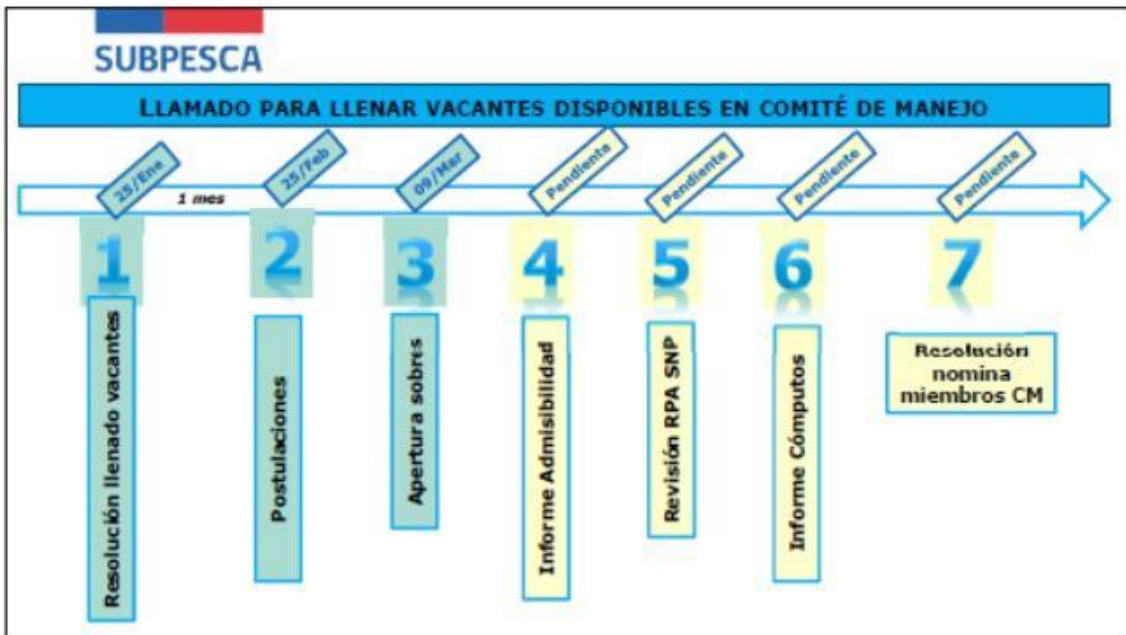 SUBPESCA
LLAMADO PARA LLENAR VACANTES DISPONIBLES EN COMITÉ DE MANEJO
25/Ene
25/Feb
09/Mar
Pendiente
Pendiente
Pendiente
Pendiente
1 mes
1
2
3
4
5
6
7
Resolución llenado vacantes
Postulaciones
Apertura sobres
Informe Admisibilidad
Revisión RPA SNP
Informe Cómputos
Resolución
nomina
miembros CM